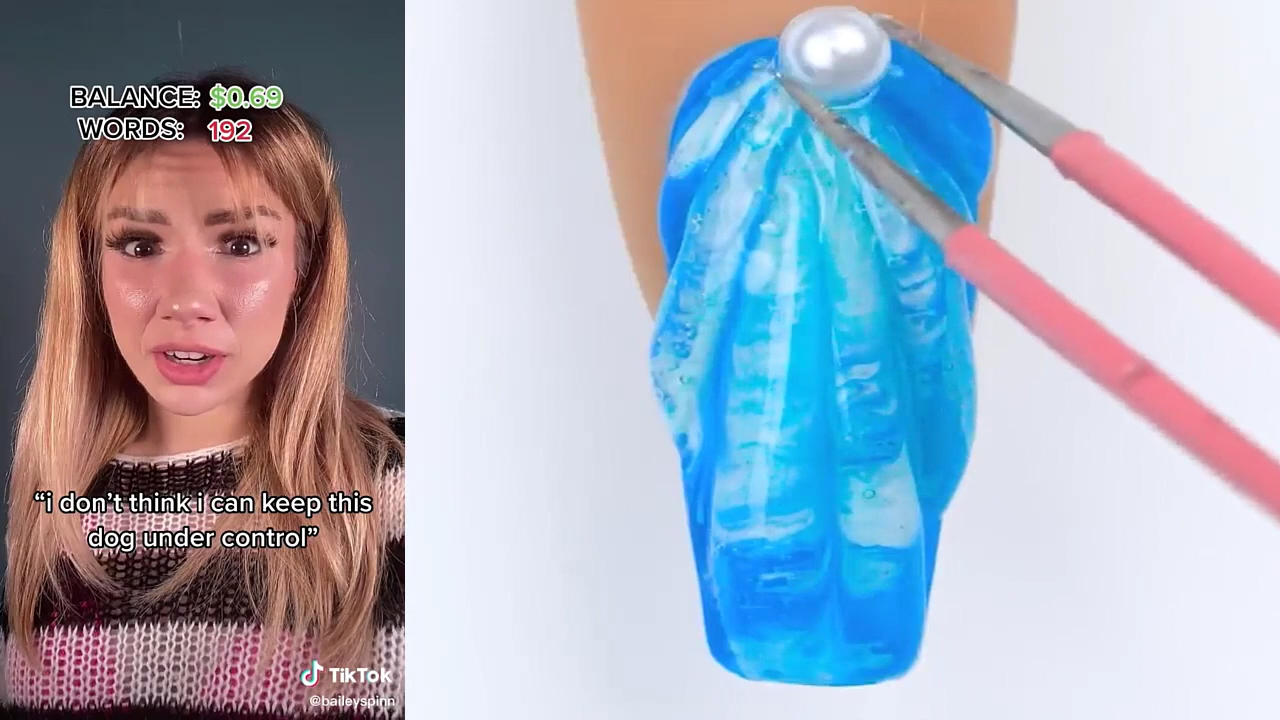 BALANCE: $0.69
WORDS: 192
“i don’t think i can keep this
dog under control”
TikTok
@baileyspinn